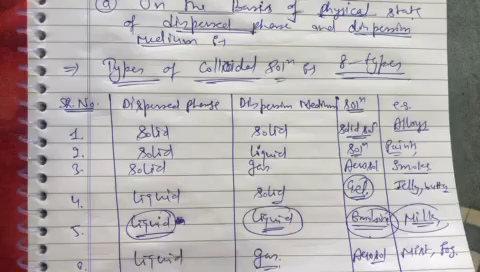 (a) On the basis of physical state
of dispersed phase and dispersion
medium is
⇒ Types of Colloidal solⁿ is 8-types
Sr. No. Dispersed phase Dispersion Medium solⁿ e.g.
1. solid solid solid solⁿ Alloys
2. solid liquid solⁿ Paints
3. solid gas Aerosol Smoke
4. liquid solid Gel Jelly, butter
5. liquid liquid Emulsion Milk
6. liquid gas Aerosol Mist, Fog.